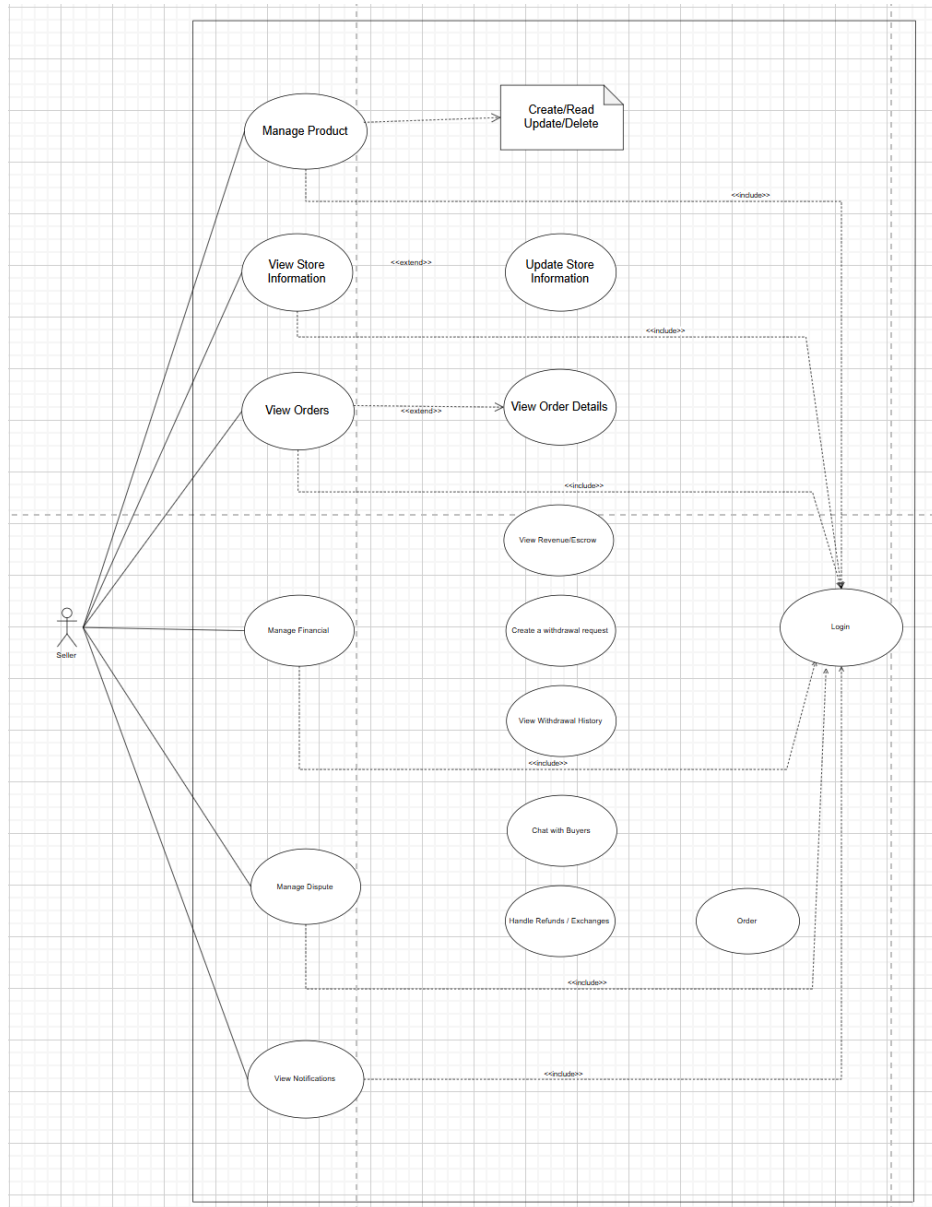 Create/Read
Update/Delete
Manage Product
<<include>>
View Store
Information
<<extend>>
Update Store
Information
<<include>>
View Orders
<<extend>>
View Order Details
<<include>>
View Revenue/Escrow
Seller
Manage Financial
Create a withdrawal request
Login
View Withdrawal History
<<include>>
Chat with Buyers
Manage Dispute
Handle Refunds / Exchanges
Order
<<include>>
View Notifications
<<include>>